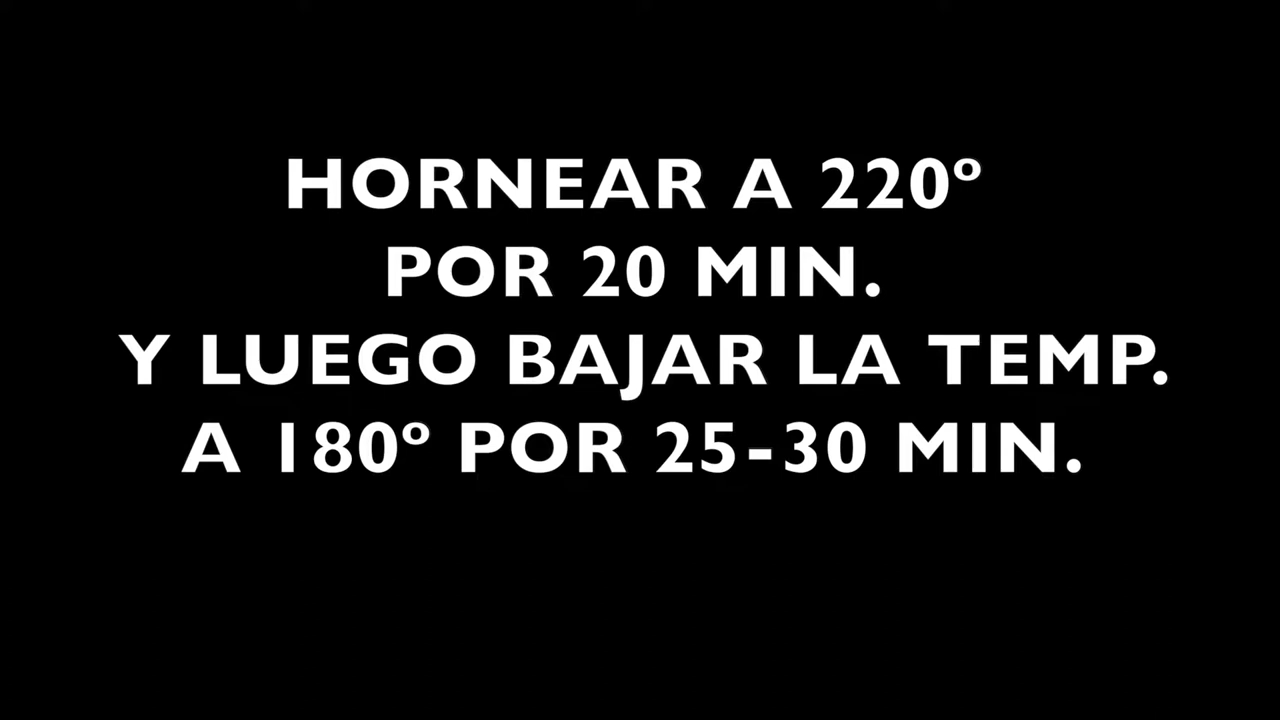 HORNEAR A 220º
POR 20 MIN.
Y LUEGO BAJAR LA TEMP.
A 180º POR 25-30 MIN.